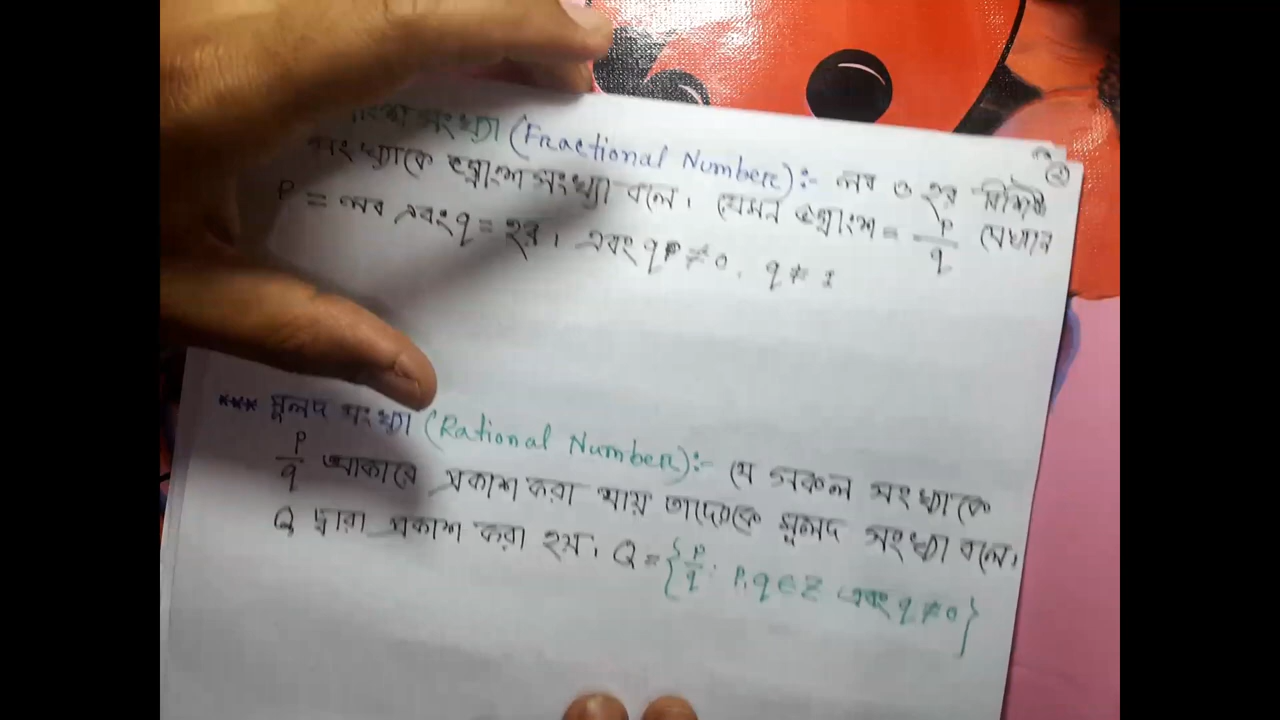 সংখ্যা (Fractional Number):- লব ও হর বিশিষ্ট
সংখ্যাকে ভগ্নাংশ সংখ্যা বলে। যেমন ভগ্নাংশ = p/q যেখানে
P = লব এবং q = হর। এবং q ≠ 0, q ≠ 1
*** মূলদ সংখ্যা (Rational Number):- যে সকল সংখ্যাকে
p/q আকারে প্রকাশ করা যায় তাদেরকে মূলদ সংখ্যা বলে।
Q দ্বারা প্রকাশ করা হয়। Q = {p/q : P, q ∈ Z এবং q ≠ 0}